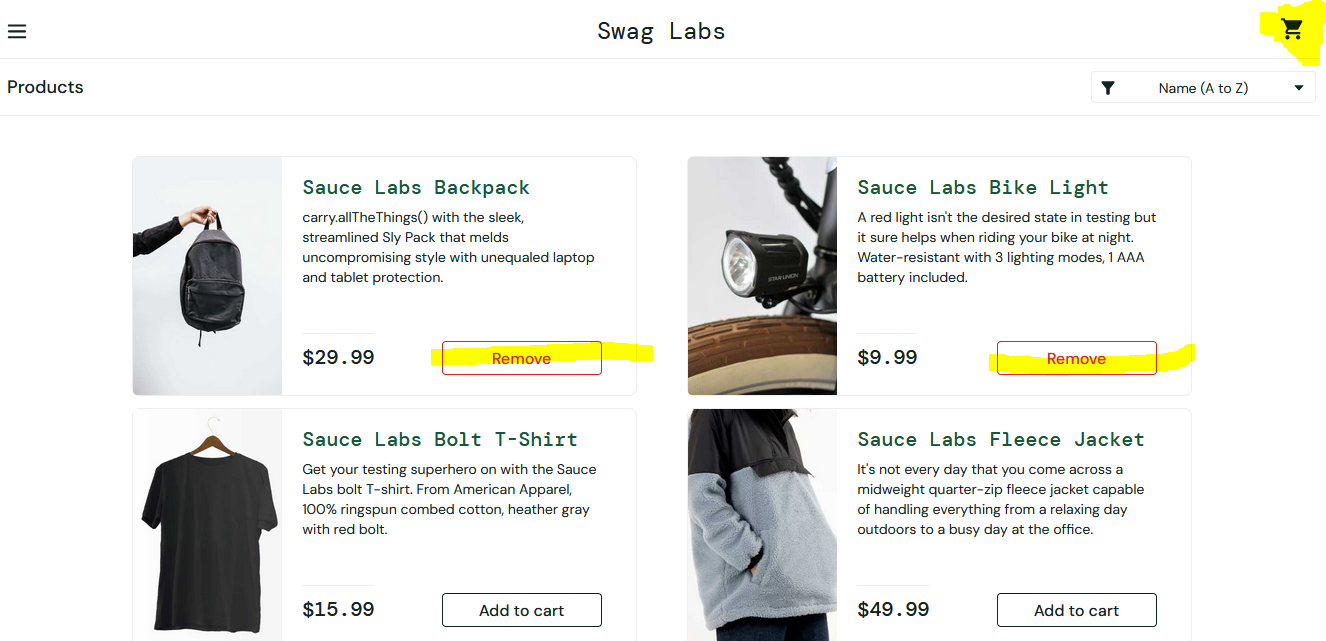 Swag Labs
Products
Name (A to Z)
Sauce Labs Backpack
carry.allTheThings() with the sleek,
streamlined Sly Pack that melds
uncompromising style with unequaled laptop
and tablet protection.
$29.99
Remove
Sauce Labs Bike Light
A red light isn't the desired state in testing but
it sure helps when riding your bike at night.
Water-resistant with 3 lighting modes, 1 AAA
battery included.
STAR UNION
$9.99
Remove
Sauce Labs Bolt T-Shirt
Get your testing superhero on with the Sauce
Labs bolt T-shirt. From American Apparel,
100% ringspun combed cotton, heather gray
with red bolt.
$15.99
Add to cart
Sauce Labs Fleece Jacket
It's not every day that you come across a
midweight quarter-zip fleece jacket capable
of handling everything from a relaxing day
outdoors to a busy day at the office.
$49.99
Add to cart